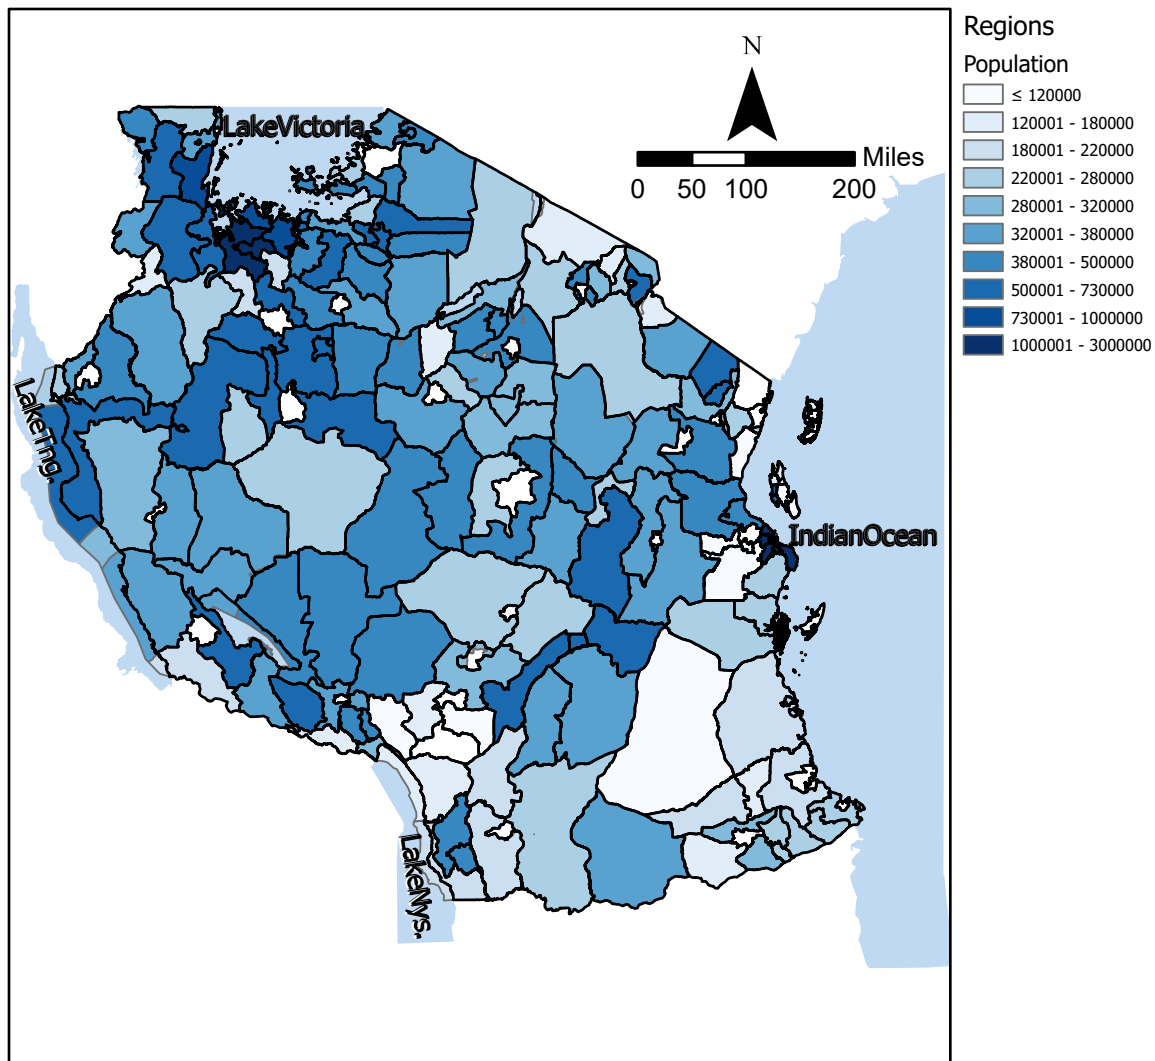 Regions
Population
≤ 120000
120001 - 180000
180001 - 220000
220001 - 280000
280001 - 320000
320001 - 380000
380001 - 500000
500001 - 730000
730001 - 1000000
1000001 - 3000000
N
Miles
0 50 100 200
LakeVictoria
LakeTng.
IndianOcean
LakeNys.